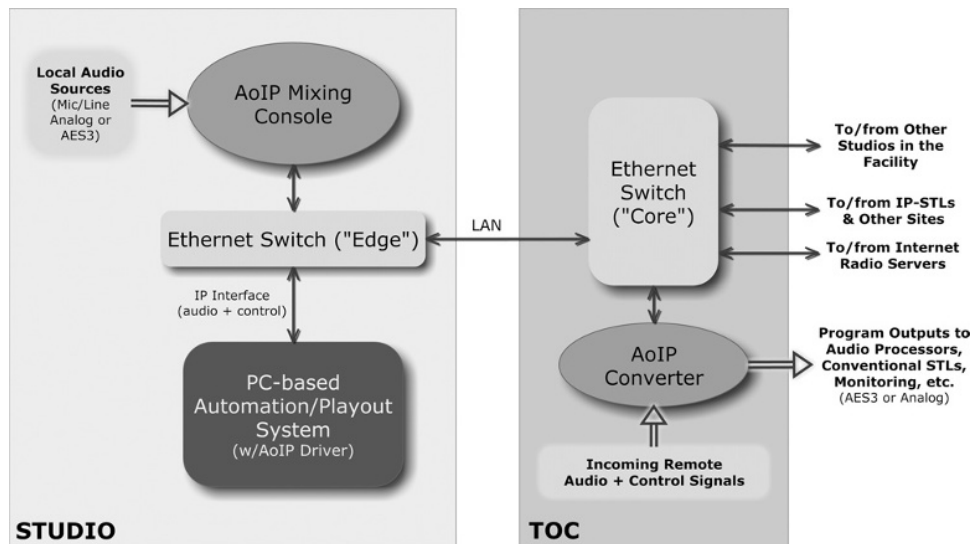 Local Audio
Sources
(Mic/Line
Analog or
AES3)
AoIP Mixing
Console
Ethernet Switch ("Edge")
IP Interface
(audio + control)
PC-based
Automation/Playout
System
(w/AoIP Driver)
STUDIO
LAN
Ethernet
Switch
("Core")
To/from Other
Studios in the
Facility
To/from IP-STLs
& Other Sites
To/from Internet
Radio Servers
AoIP
Converter
Program Outputs to
Audio Processors,
Conventional STLs,
Monitoring, etc.
(AES3 or Analog)
Incoming Remote
Audio + Control Signals
TOC